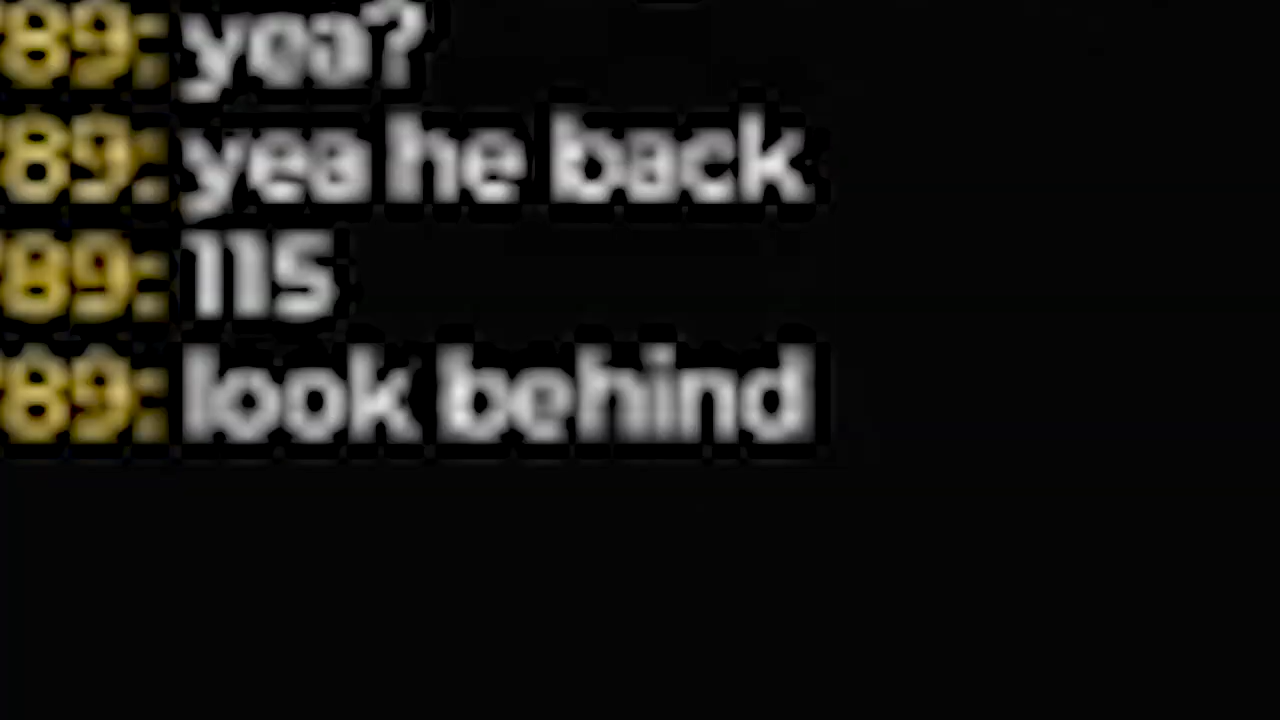 89: yea?
89: yea he back
89: 115
89: look behind